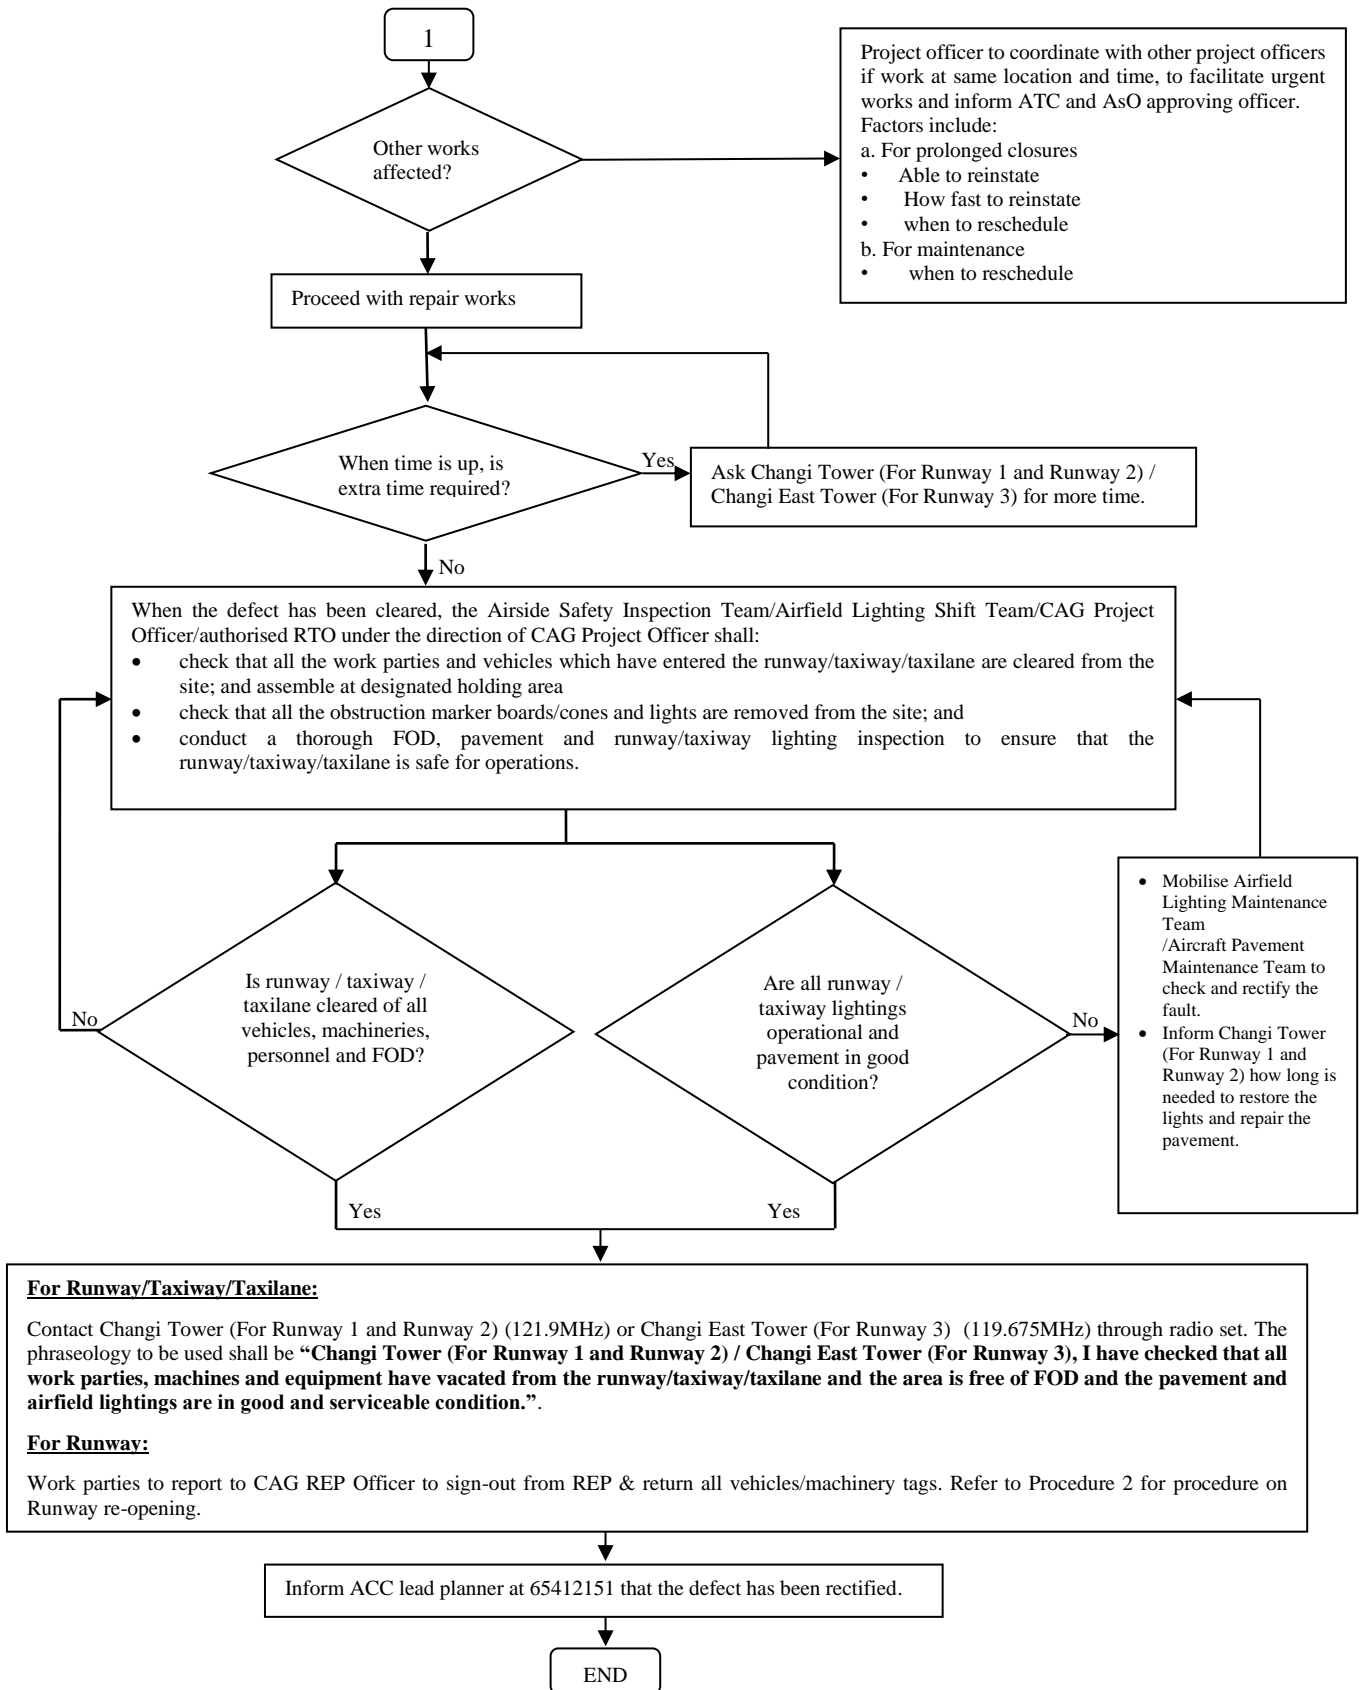 1
Project officer to coordinate with other project officers
if work at same location and time, to facilitate urgent
works and inform ATC and AsO approving officer.
Factors include:
a. For prolonged closures
• Able to reinstate
• How fast to reinstate
• when to reschedule
b. For maintenance
• when to reschedule
Other works
affected?
Proceed with repair works
When time is up, is
extra time required?
Yes
Ask Changi Tower (For Runway 1 and Runway 2) /
Changi East Tower (For Runway 3) for more time.
No
When the defect has been cleared, the Airside Safety Inspection Team/Airfield Lighting Shift Team/CAG Project
Officer/authorised RTO under the direction of CAG Project Officer shall:
• check that all the work parties and vehicles which have entered the runway/taxiway/taxilane are cleared from the
site; and assemble at designated holding area
• check that all the obstruction marker boards/cones and lights are removed from the site; and
• conduct a thorough FOD, pavement and runway/taxiway lighting inspection to ensure that the
runway/taxiway/taxilane is safe for operations.
Is runway / taxiway /
taxilane cleared of all
vehicles, machineries,
personnel and FOD?
No
Are all runway /
taxiway lightings
operational and
pavement in good
condition?
No
• Mobilise Airfield
Lighting Maintenance
Team
/Aircraft Pavement
Maintenance Team to
check and rectify the
fault.
• Inform Changi Tower
(For Runway 1 and
Runway 2) how long is
needed to restore the
lights and repair the
pavement.
Yes
Yes
For Runway/Taxiway/Taxilane:
Contact Changi Tower (For Runway 1 and Runway 2) (121.9MHz) or Changi East Tower (For Runway 3) (119.675MHz) through radio set. The
phraseology to be used shall be “Changi Tower (For Runway 1 and Runway 2) / Changi East Tower (For Runway 3), I have checked that all
work parties, machines and equipment have vacated from the runway/taxiway/taxilane and the area is free of FOD and the pavement and
airfield lightings are in good and serviceable condition.”.
For Runway:
Work parties to report to CAG REP Officer to sign-out from REP & return all vehicles/machinery tags. Refer to Procedure 2 for procedure on
Runway re-opening.
Inform ACC lead planner at 65412151 that the defect has been rectified.
END